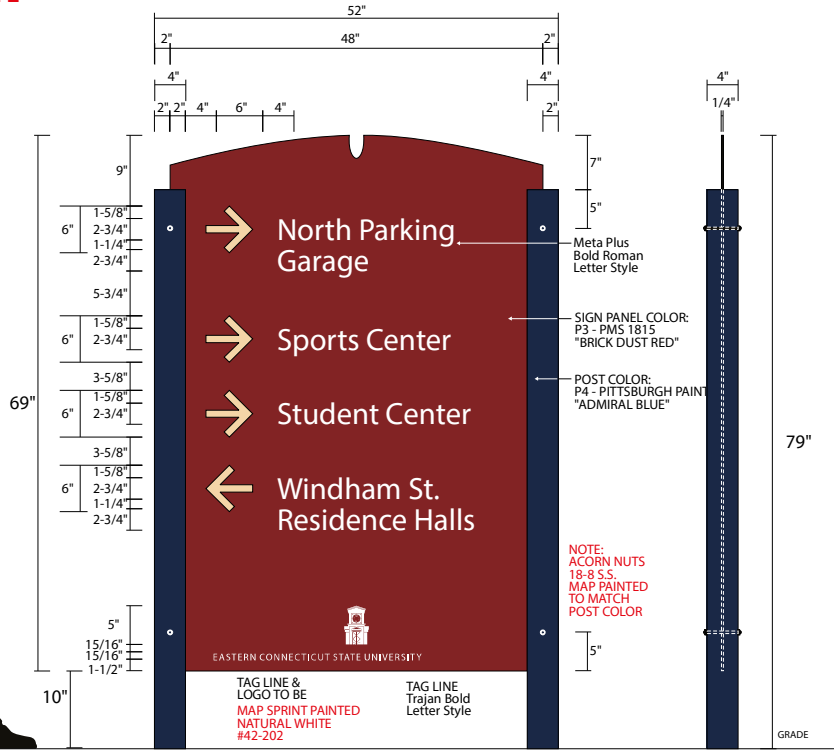 52"
2" 48" 2"
4" 4" 4"
1/4"
2" 2" 4" 6" 4" 2"
9" 7"
5"
1-5/8"
6" 2-3/4"
1-1/4"
2-3/4"
North Parking
Garage
Meta Plus
Bold Roman
Letter Style
5-3/4"
1-5/8"
6" 2-3/4"
Sports Center
SIGN PANEL COLOR:
P3 - PMS 1815
"BRICK DUST RED"
3-5/8"
POST COLOR:
P4 - PITTSBURGH PAINT
"ADMIRAL BLUE"
69"
1-5/8"
6" 2-3/4"
Student Center
79"
3-5/8"
1-5/8"
6" 2-3/4"
1-1/4"
2-3/4"
Windham St.
Residence Halls
NOTE:
ACORN NUTS
18-8 S.S.
MAP PAINTED
TO MATCH
POST COLOR
5"
15/16"
15/16"
1-1/2"
EASTERN CONNECTICUT STATE UNIVERSITY
5"
10"
TAG LINE &
LOGO TO BE
MAP SPRINT PAINTED
NATURAL WHITE
#42-202
TAG LINE
Trajan Bold
Letter Style
GRADE